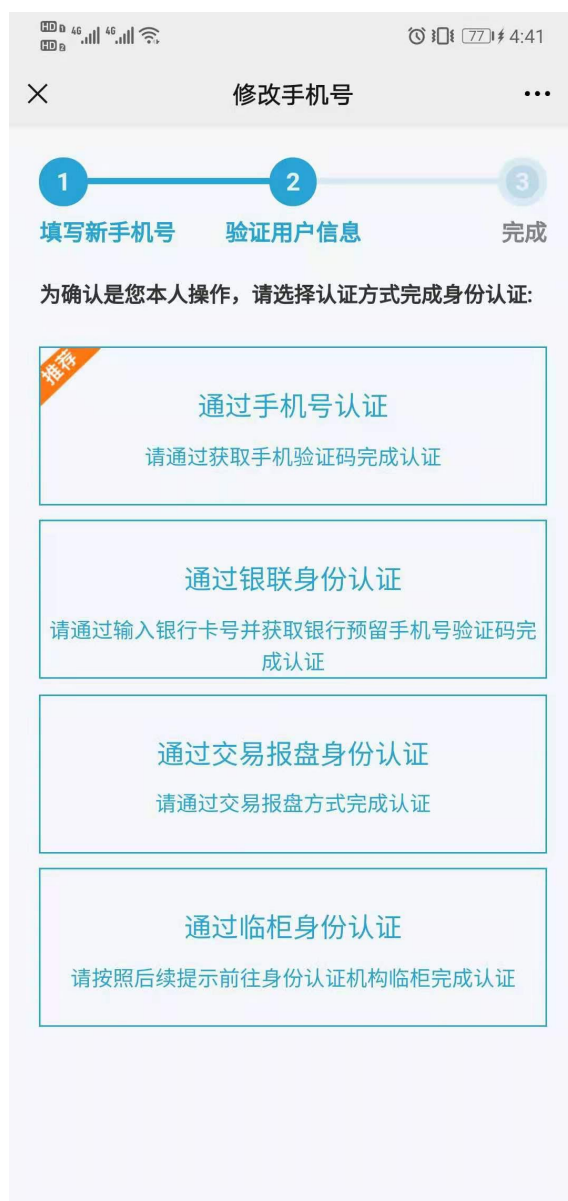 HD 1 4G 4G 77 4:41
HD 2
修改手机号
1 2 3
填写新手机号 验证用户信息 完成
为确认是您本人操作，请选择认证方式完成身份认证:
推荐
通过手机号认证
请通过获取手机验证码完成认证
通过银联身份认证
请通过输入银行卡号并获取银行预留手机号验证码完
成认证
通过交易报盘身份认证
请通过交易报盘方式完成认证
通过临柜身份认证
请按照后续提示前往身份认证机构临柜完成认证